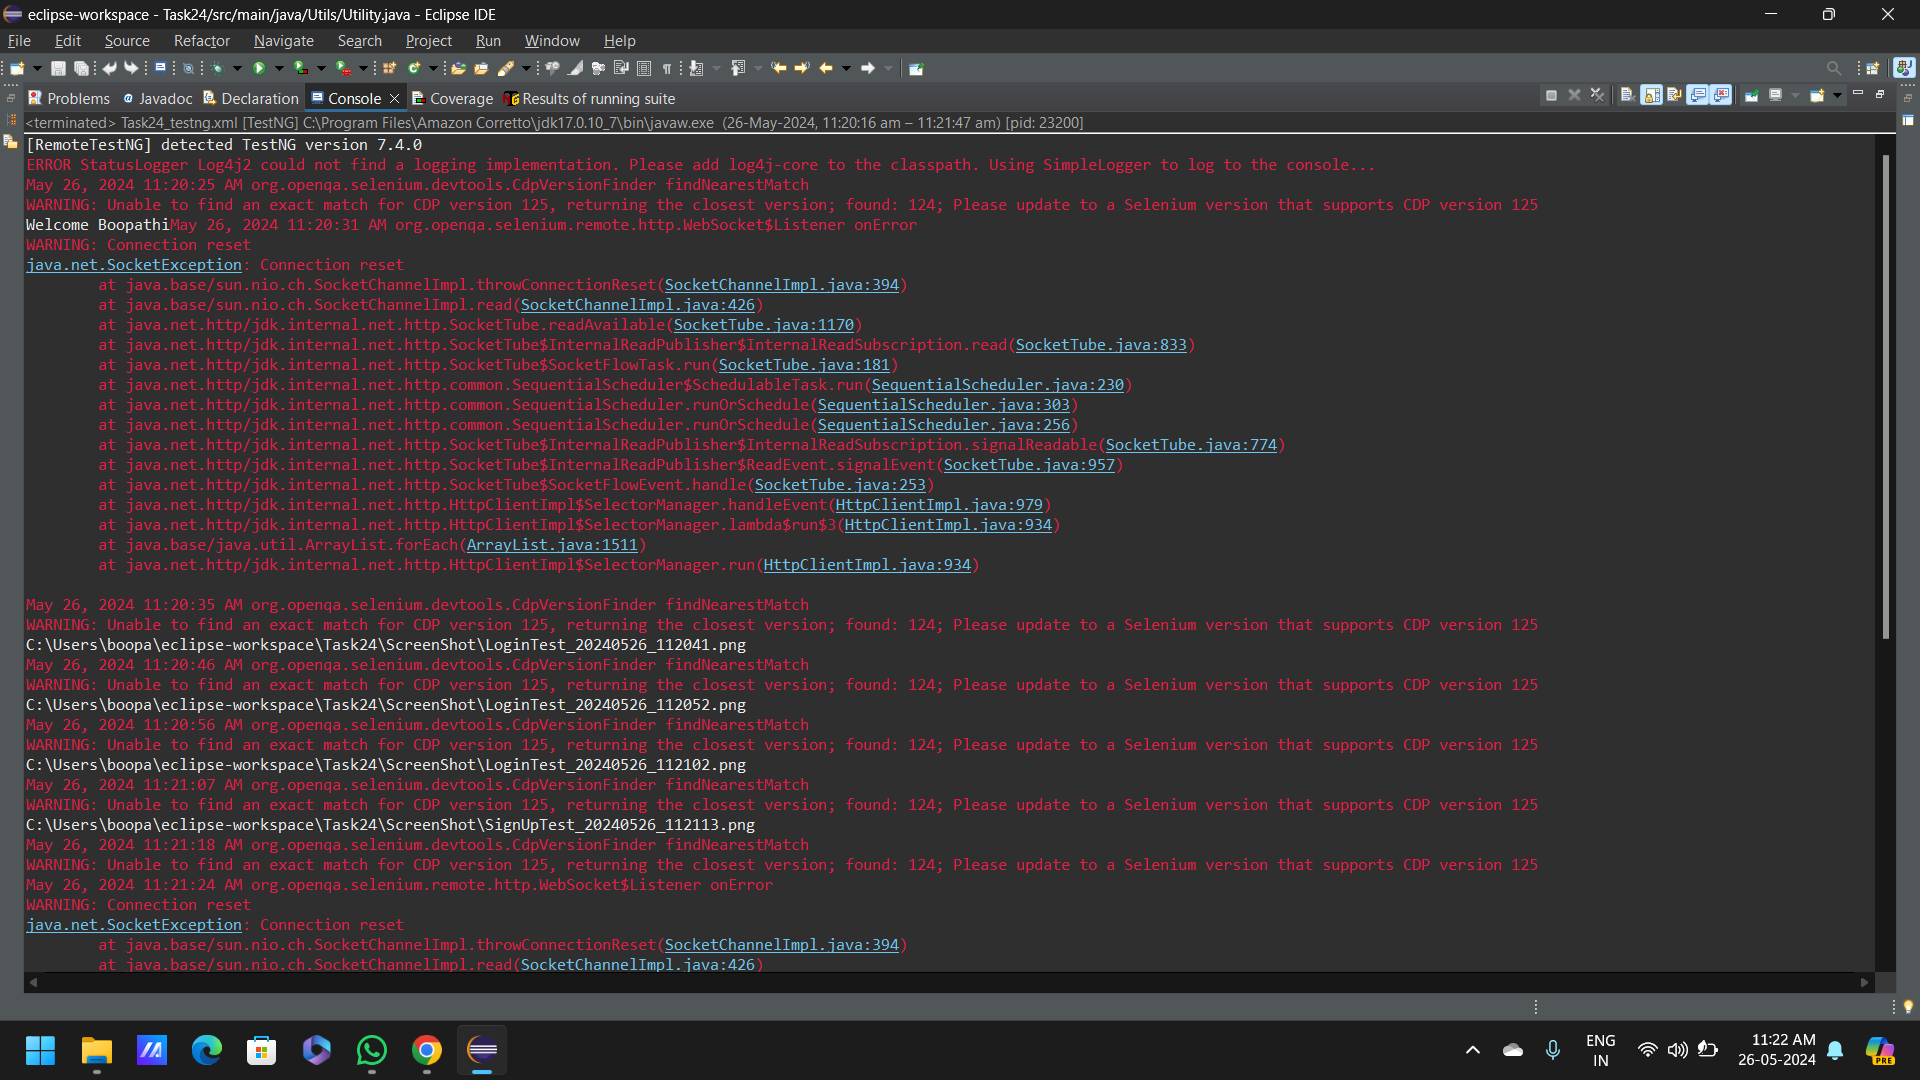 eclipse-workspace - Task24/src/main/java/Utils/Utility.java - Eclipse IDE
File Edit Source Refactor Navigate Search Project Run Window Help
Problems Javadoc Declaration Console Coverage Results of running suite
<terminated> Task24_testng.xml [TestNG] C:\Program Files\Amazon Corretto\jdk17.0.10_7\bin\javaw.exe (26-May-2024, 11:20:16 am – 11:21:47 am) [pid: 23200]
[RemoteTestNG] detected TestNG version 7.4.0
ERROR StatusLogger Log4j2 could not find a logging implementation. Please add log4j-core to the classpath. Using SimpleLogger to log to the console...
May 26, 2024 11:20:25 AM org.openqa.selenium.devtools.CdpVersionFinder findNearestMatch
WARNING: Unable to find an exact match for CDP version 125, returning the closest version; found: 124; Please update to a Selenium version that supports CDP version 125
Welcome BoopathiMay 26, 2024 11:20:31 AM org.openqa.selenium.remote.http.WebSocket$Listener onError
WARNING: Connection reset
java.net.SocketException: Connection reset
at java.base/sun.nio.ch.SocketChannelImpl.throwConnectionReset(SocketChannelImpl.java:394)
at java.base/sun.nio.ch.SocketChannelImpl.read(SocketChannelImpl.java:426)
at java.net.http/jdk.internal.net.http.SocketTube.readAvailable(SocketTube.java:1170)
at java.net.http/jdk.internal.net.http.SocketTube$InternalReadPublisher$InternalReadSubscription.read(SocketTube.java:833)
at java.net.http/jdk.internal.net.http.SocketTube$SocketFlowTask.run(SocketTube.java:181)
at java.net.http/jdk.internal.net.http.common.SequentialScheduler$SchedulableTask.run(SequentialScheduler.java:230)
at java.net.http/jdk.internal.net.http.common.SequentialScheduler.runOrSchedule(SequentialScheduler.java:303)
at java.net.http/jdk.internal.net.http.common.SequentialScheduler.runOrSchedule(SequentialScheduler.java:256)
at java.net.http/jdk.internal.net.http.SocketTube$InternalReadPublisher$InternalReadSubscription.signalReadable(SocketTube.java:774)
at java.net.http/jdk.internal.net.http.SocketTube$InternalReadPublisher$ReadEvent.signalEvent(SocketTube.java:957)
at java.net.http/jdk.internal.net.http.SocketTube$SocketFlowEvent.handle(SocketTube.java:253)
at java.net.http/jdk.internal.net.http.HttpClientImpl$SelectorManager.handleEvent(HttpClientImpl.java:979)
at java.net.http/jdk.internal.net.http.HttpClientImpl$SelectorManager.lambda$run$3(HttpClientImpl.java:934)
at java.base/java.util.ArrayList.forEach(ArrayList.java:1511)
at java.net.http/jdk.internal.net.http.HttpClientImpl$SelectorManager.run(HttpClientImpl.java:934)
May 26, 2024 11:20:35 AM org.openqa.selenium.devtools.CdpVersionFinder findNearestMatch
WARNING: Unable to find an exact match for CDP version 125, returning the closest version; found: 124; Please update to a Selenium version that supports CDP version 125
C:\Users\boopa\eclipse-workspace\Task24\ScreenShot\LoginTest_20240526_112041.png
May 26, 2024 11:20:46 AM org.openqa.selenium.devtools.CdpVersionFinder findNearestMatch
WARNING: Unable to find an exact match for CDP version 125, returning the closest version; found: 124; Please update to a Selenium version that supports CDP version 125
C:\Users\boopa\eclipse-workspace\Task24\ScreenShot\LoginTest_20240526_112052.png
May 26, 2024 11:20:56 AM org.openqa.selenium.devtools.CdpVersionFinder findNearestMatch
WARNING: Unable to find an exact match for CDP version 125, returning the closest version; found: 124; Please update to a Selenium version that supports CDP version 125
C:\Users\boopa\eclipse-workspace\Task24\ScreenShot\LoginTest_20240526_112102.png
May 26, 2024 11:21:07 AM org.openqa.selenium.devtools.CdpVersionFinder findNearestMatch
WARNING: Unable to find an exact match for CDP version 125, returning the closest version; found: 124; Please update to a Selenium version that supports CDP version 125
C:\Users\boopa\eclipse-workspace\Task24\ScreenShot\SignUpTest_20240526_112113.png
May 26, 2024 11:21:18 AM org.openqa.selenium.devtools.CdpVersionFinder findNearestMatch
WARNING: Unable to find an exact match for CDP version 125, returning the closest version; found: 124; Please update to a Selenium version that supports CDP version 125
May 26, 2024 11:21:24 AM org.openqa.selenium.remote.http.WebSocket$Listener onError
WARNING: Connection reset
java.net.SocketException: Connection reset
at java.base/sun.nio.ch.SocketChannelImpl.throwConnectionReset(SocketChannelImpl.java:394)
at java.base/sun.nio.ch.SocketChannelImpl.read(SocketChannelImpl.java:426)
ENG 11:22 AM
IN 26-05-2024
PRE